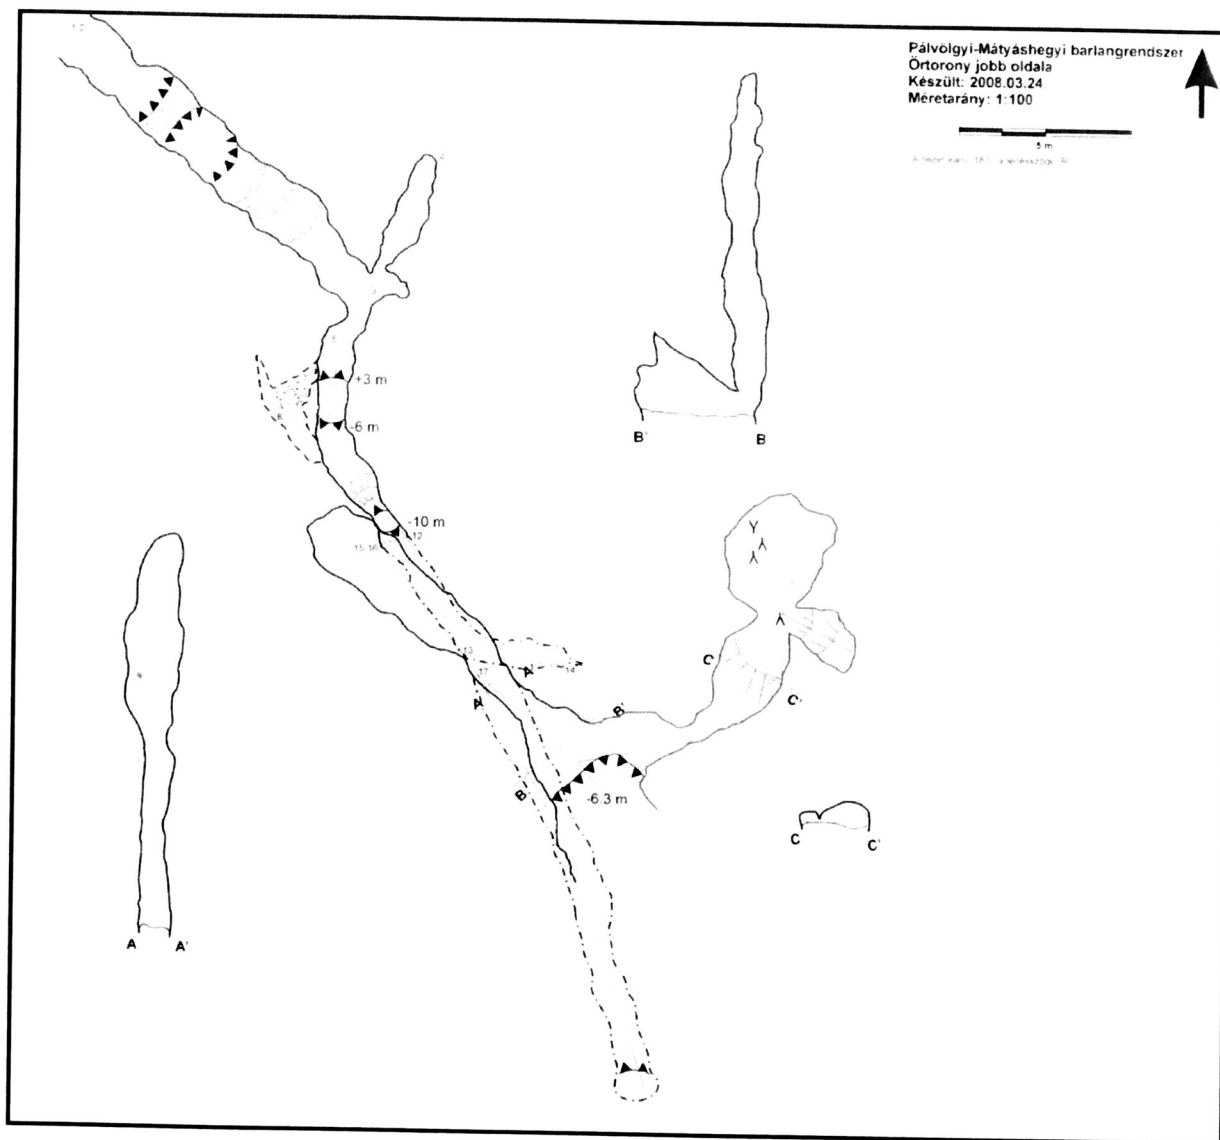 Pálvölgyi-Mátyáshegyi barlangrendszer
Őrtorony jobb oldala
Készült: 2008.03.24
Méretarány: 1:100
5 m
+3 m
-6 m
-10 m
12
15-16
13
14
17
A
A'
B'
B
-6.3 m
C
C'
B'
B
A
A'
C
C'